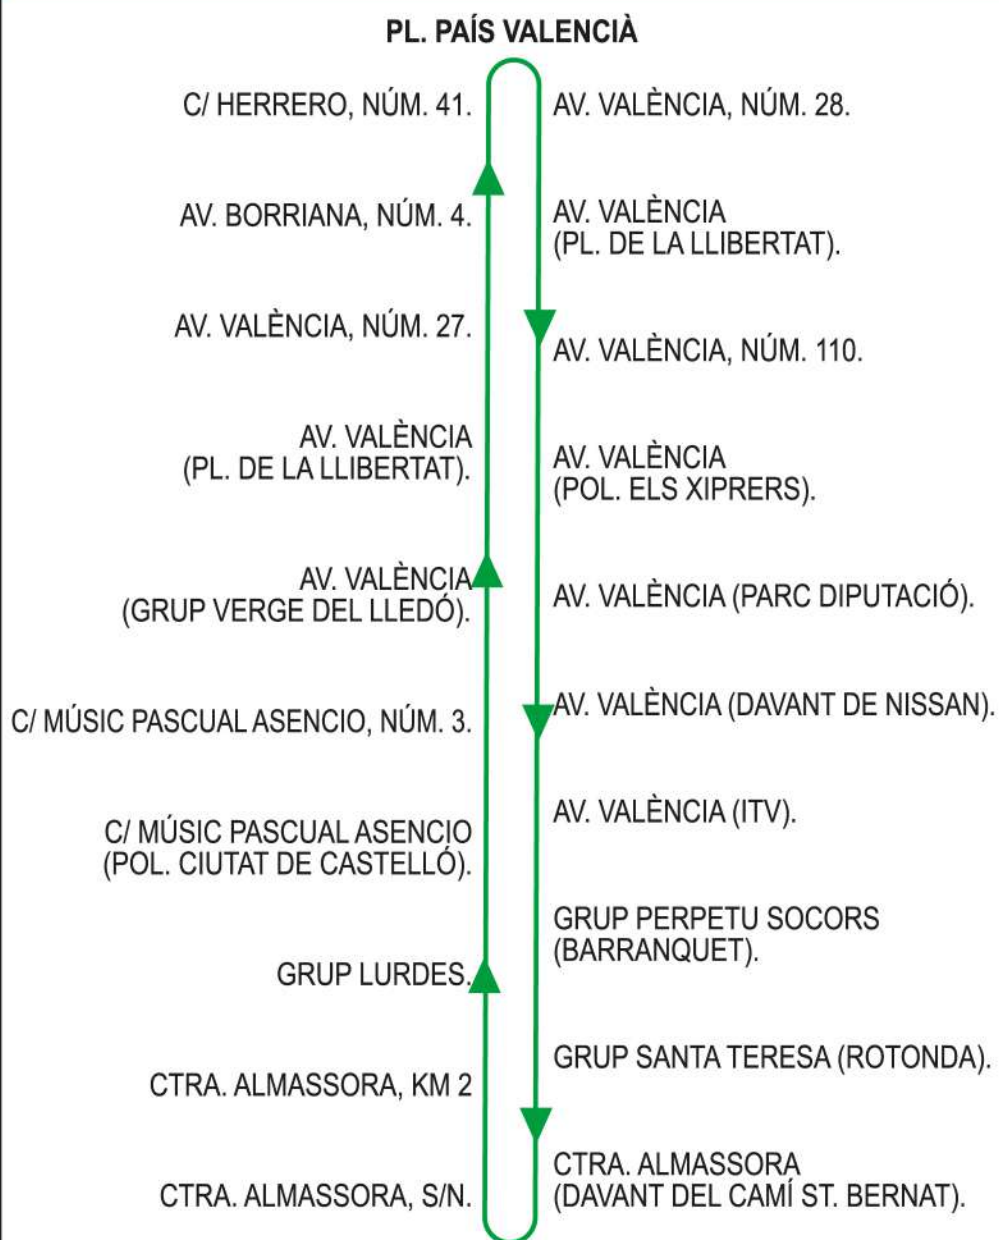 PL. PAÍS VALENCIÀ
C/ HERRERO, NÚM. 41.
AV. BORRIANA, NÚM. 4.
AV. VALÈNCIA, NÚM. 27.
AV. VALÈNCIA
(PL. DE LA LLIBERTAT).
AV. VALÈNCIA
(GRUP VERGE DEL LLEDÓ).
C/ MÚSIC PASCUAL ASENCIO, NÚM. 3.
C/ MÚSIC PASCUAL ASENCIO
(POL. CIUTAT DE CASTELLÓ).
GRUP LURDES.
CTRA. ALMASSORA, KM 2
CTRA. ALMASSORA, S/N.
AV. VALÈNCIA, NÚM. 28.
AV. VALÈNCIA
(PL. DE LA LLIBERTAT).
AV. VALÈNCIA, NÚM. 110.
AV. VALÈNCIA
(POL. ELS XIPRERS).
AV. VALÈNCIA (PARC DIPUTACIÓ).
AV. VALÈNCIA (DAVANT DE NISSAN).
AV. VALÈNCIA (ITV).
GRUP PERPETU SOCORS
(BARRANQUET).
GRUP SANTA TERESA (ROTONDA).
CTRA. ALMASSORA
(DAVANT DEL CAMÍ ST. BERNAT).